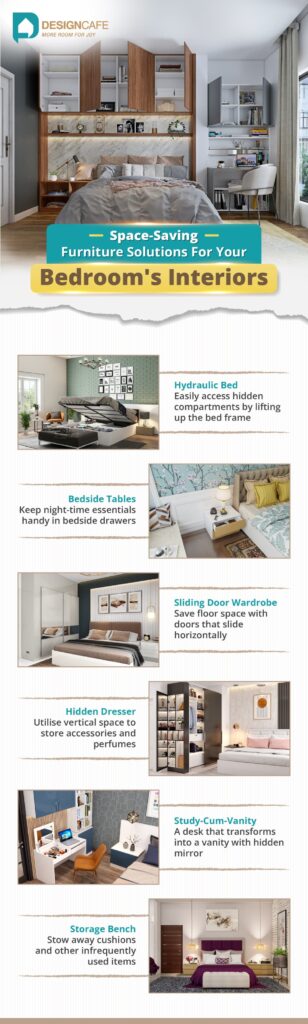 DESIGNCAFE
MORE ROOM FOR JOY
Space-Saving
Furniture Solutions For Your
Bedroom's Interiors
Hydraulic Bed
Easily access hidden
compartments by lifting
up the bed frame
Bedside Tables
Keep night-time essentials
handy in bedside drawers
Sliding Door Wardrobe
Save floor space with
doors that slide
horizontally
Hidden Dresser
Utilise vertical space to
store accessories and
perfumes
Study-Cum-Vanity
A desk that transforms
into a vanity with hidden
mirror
Storage Bench
Stow away cushions
and other infrequently
used items